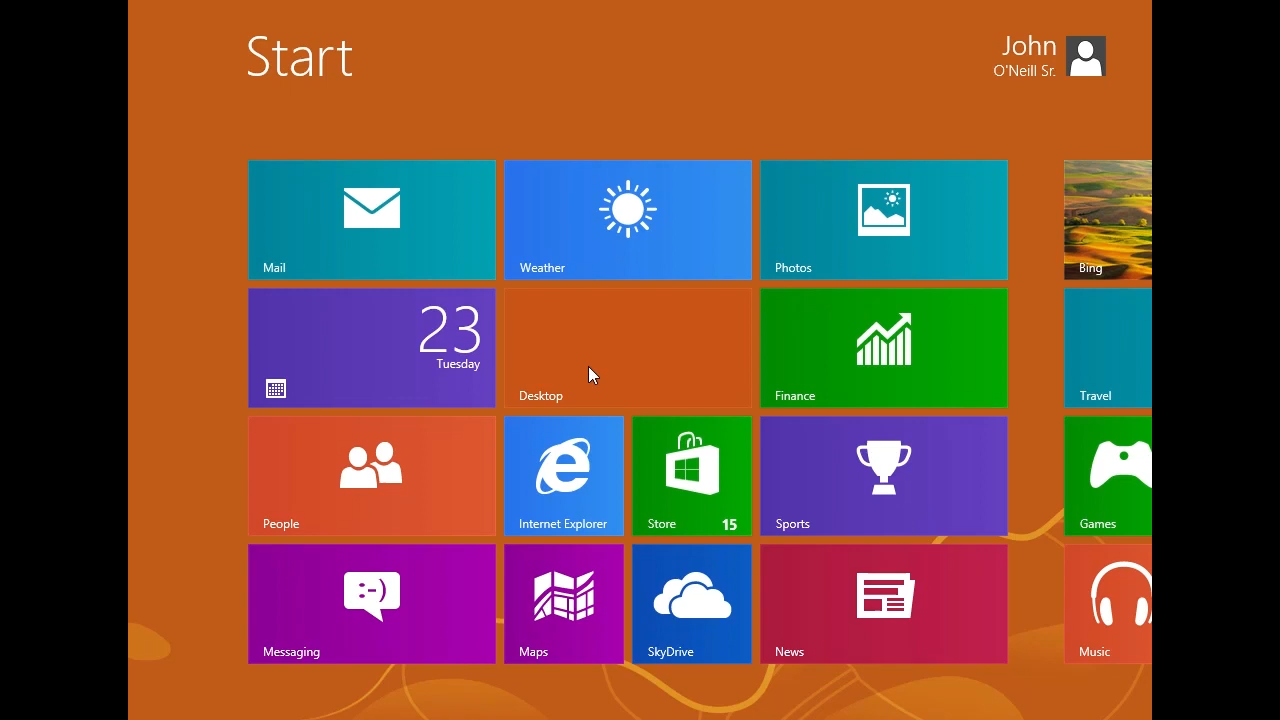 Start
John
O'Neill Sr.
Mail
Weather
Photos
Bing
23
Tuesday
Desktop
Finance
Travel
People
Internet Explorer
Store
15
Sports
Games
:-)
Messaging
Maps
SkyDrive
News
Music